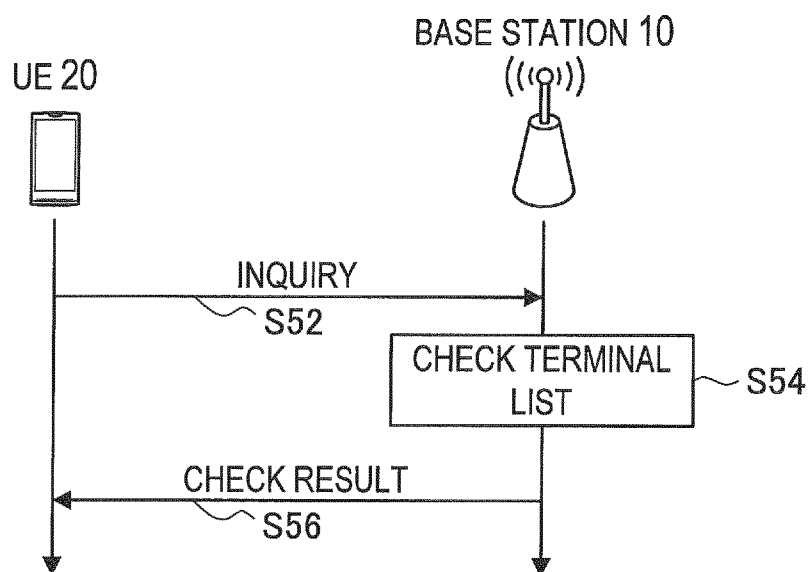 BASE STATION 10
UE 20
INQUIRY
S52
CHECK TERMINAL
LIST
S54
CHECK RESULT
S56